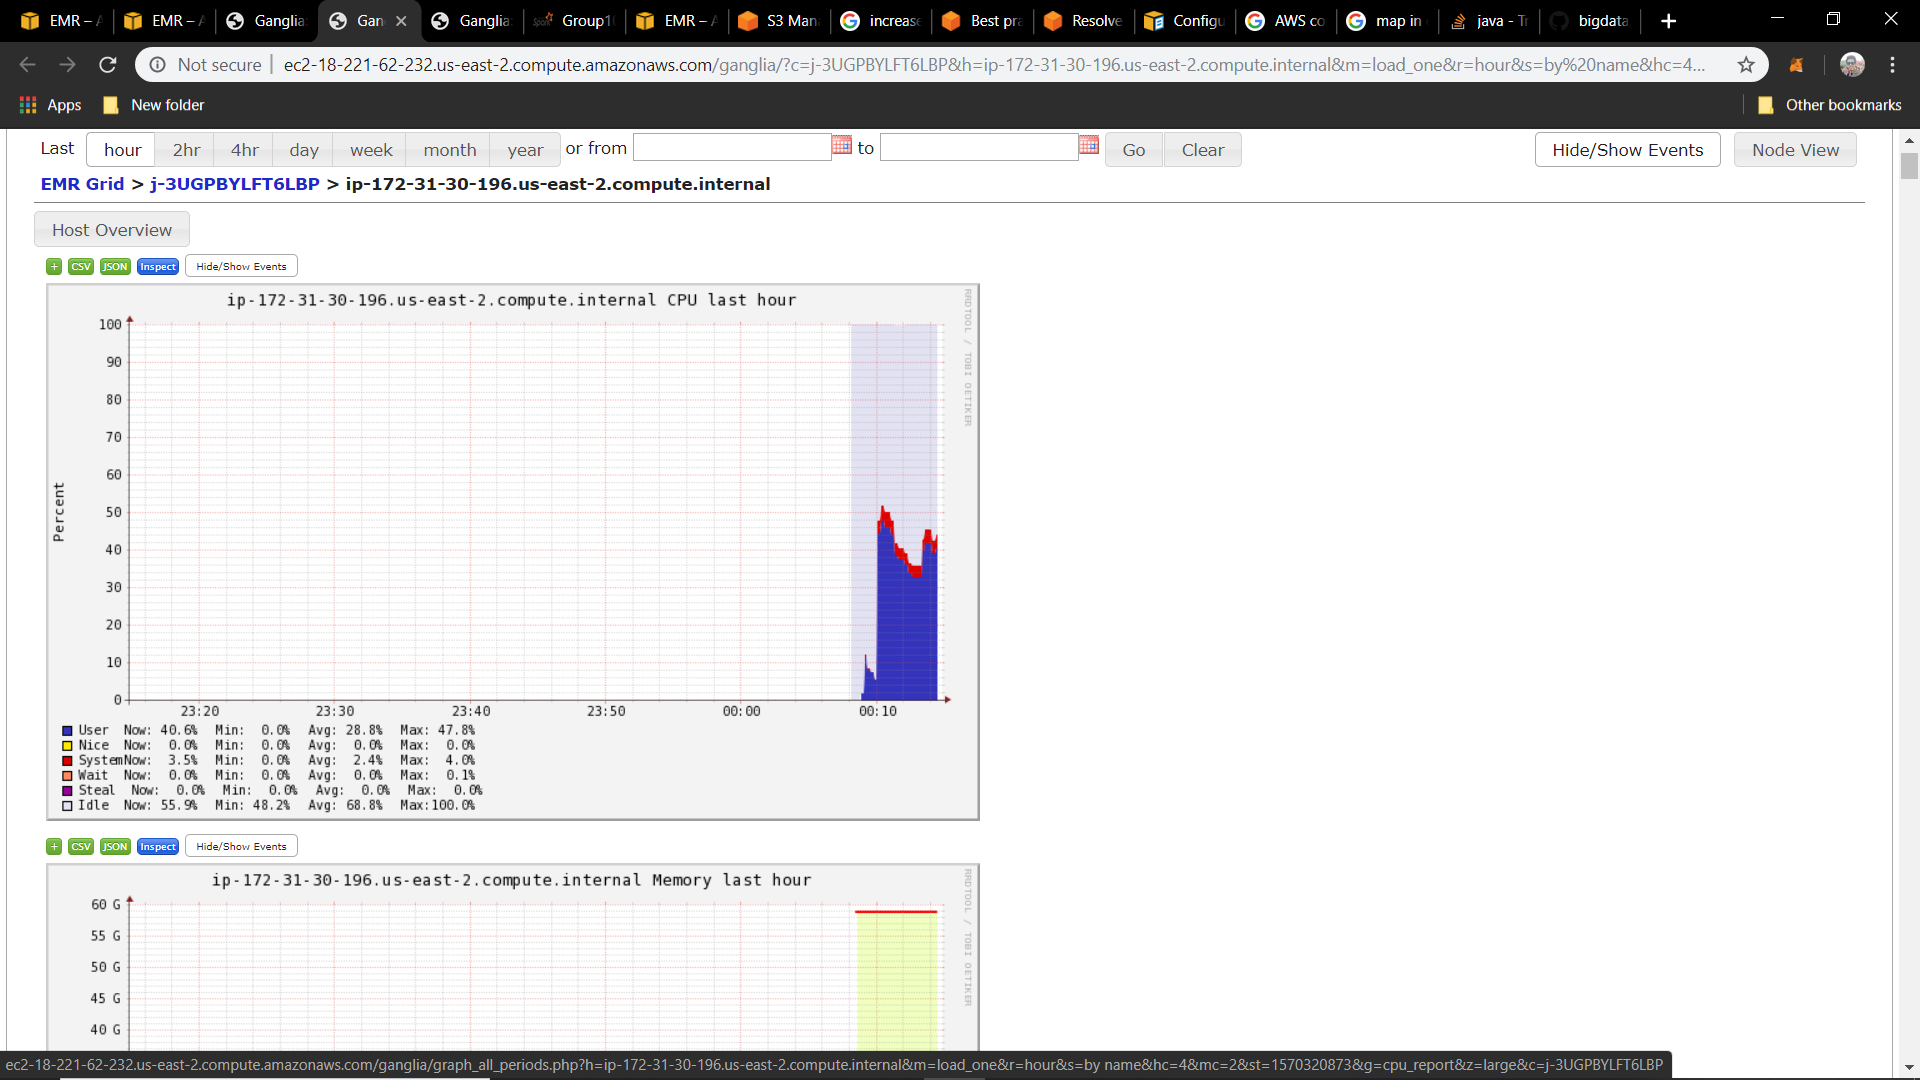 EMR – A EMR – A Ganglia: Gan Ganglia: Group1 EMR – A S3 Man increase Best pra Resolve Configu AWS co map in java - Tr bigdata
Not secure | ec2-18-221-62-232.us-east-2.compute.amazonaws.com/ganglia/?c=j-3UGPBYLFT6LBP&h=ip-172-31-30-196.us-east-2.compute.internal&m=load_one&r=hour&s=by%20name&hc=4...
Apps New folder Other bookmarks
Last hour 2hr 4hr day week month year or from to Go Clear Hide/Show Events Node View
EMR Grid > j-3UGPBYLFT6LBP > ip-172-31-30-196.us-east-2.compute.internal
Host Overview
+ CSV JSON Inspect Hide/Show Events
ip-172-31-30-196.us-east-2.compute.internal CPU last hour
RRDTOOL / TOBI OETIKER
Percent
100
90
80
70
60
50
40
30
20
10
0
23:20 23:30 23:40 23:50 00:00 00:10
User Now: 40.6% Min: 0.0% Avg: 28.8% Max: 47.8%
Nice Now: 0.0% Min: 0.0% Avg: 0.0% Max: 0.0%
System Now: 3.5% Min: 0.0% Avg: 2.4% Max: 4.0%
Wait Now: 0.0% Min: 0.0% Avg: 0.0% Max: 0.1%
Steal Now: 0.0% Min: 0.0% Avg: 0.0% Max: 0.0%
Idle Now: 55.9% Min: 48.2% Avg: 68.8% Max:100.0%
+ CSV JSON Inspect Hide/Show Events
ip-172-31-30-196.us-east-2.compute.internal Memory last hour
RRDTOOL / TOBI OETIKER
60 G
55 G
50 G
45 G
40 G
ec2-18-221-62-232.us-east-2.compute.amazonaws.com/ganglia/graph_all_periods.php?h=ip-172-31-30-196.us-east-2.compute.internal&m=load_one&r=hour&s=by name&hc=4&mc=2&st=1570320873&g=cpu_report&z=large&c=j-3UGPBYLFT6LBP